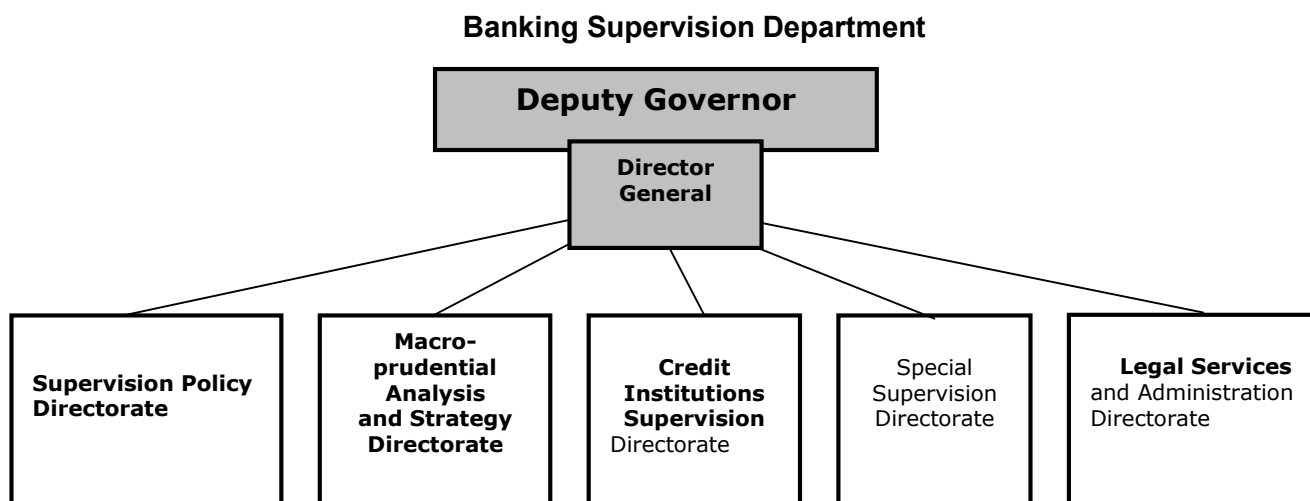 Banking Supervision Department
Deputy Governor
Director
General
Supervision Policy
Directorate
Macro-
prudential
Analysis
and Strategy
Directorate
Credit
Institutions
Supervision
Directorate
Special
Supervision
Directorate
Legal Services
and Administration
Directorate